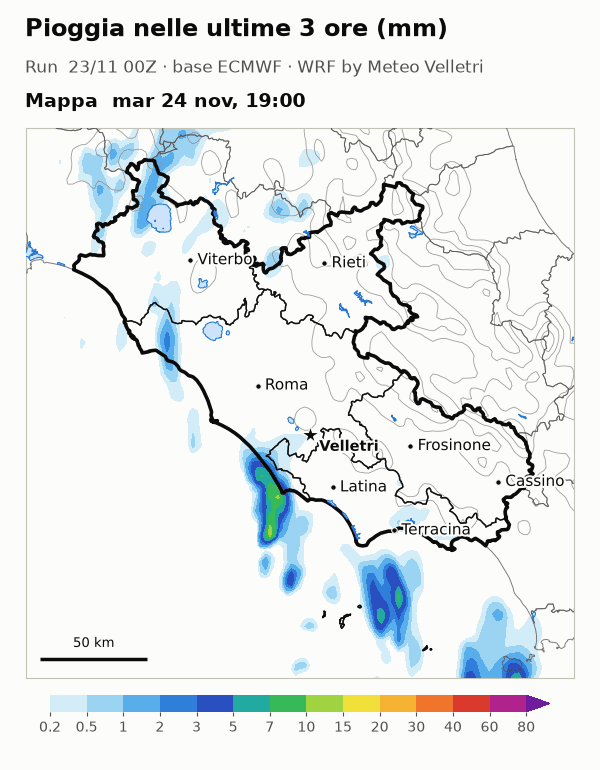 Pioggia nelle ultime 3 ore (mm)
Run 23/11 00Z · base ECMWF · WRF by Meteo Velletri
Mappa mar 24 nov, 19:00
Viterbo
Rieti
Roma
Velletri
Frosinone
Latina
Cassino
Terracina
50 km
0.2 0.5 1 2 3 5 7 10 15 20 30 40 60 80